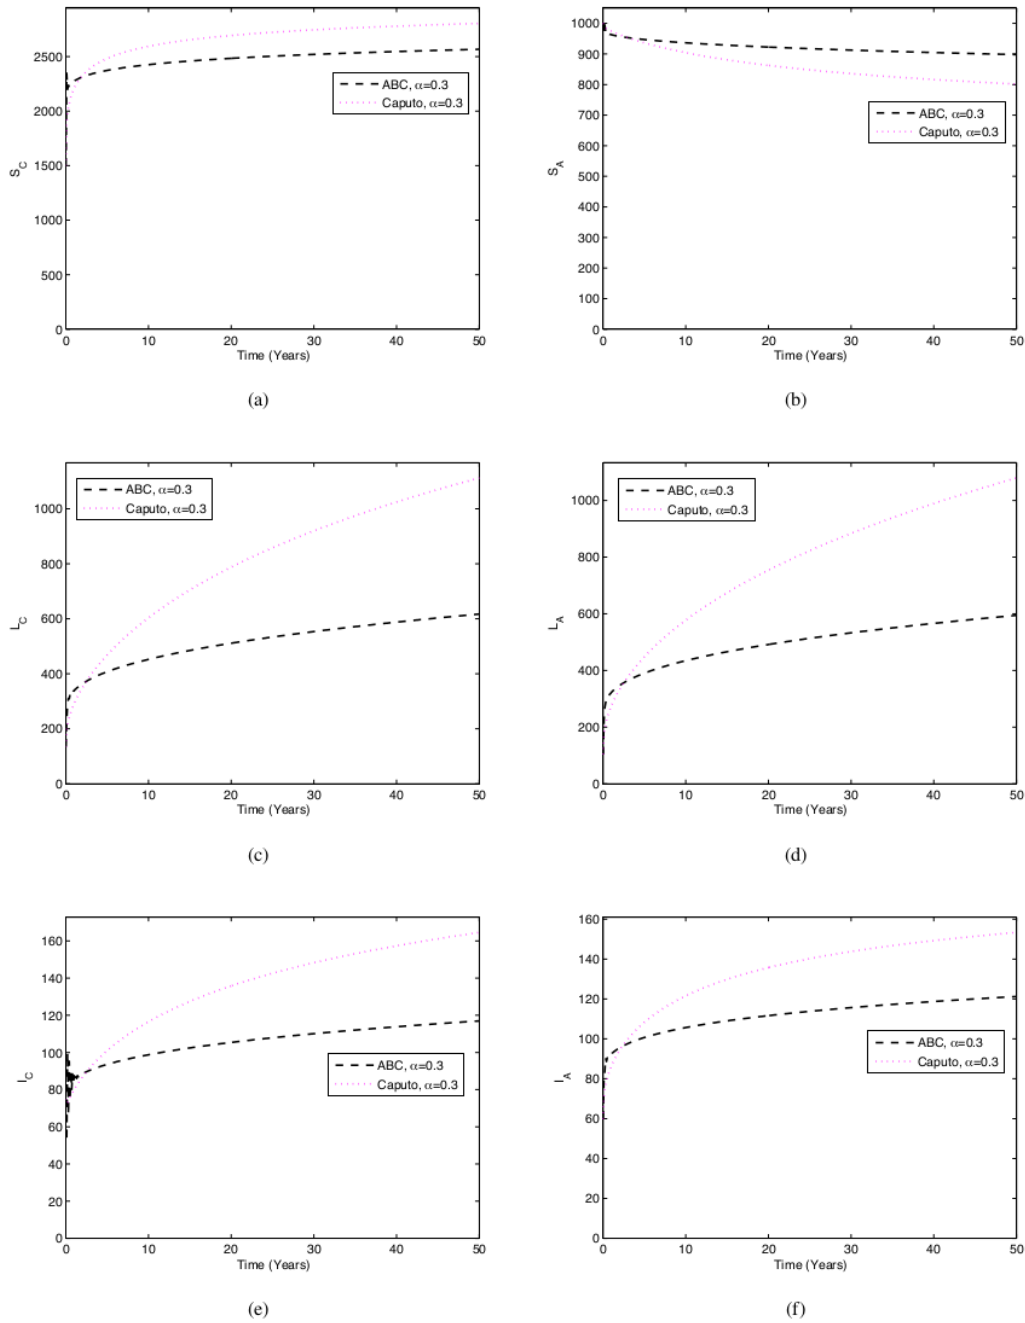 2500
2000
1500
1000
500
0
S_C
0 10 20 30 40 50
Time (Years)
ABC, α=0.3
Caputo, α=0.3
(a)
1000
900
800
700
600
500
400
300
200
100
0
S_A
0 10 20 30 40 50
Time (Years)
ABC, α=0.3
Caputo, α=0.3
(b)
1000
800
600
400
200
0
L_C
0 10 20 30 40 50
Time (Years)
ABC, α=0.3
Caputo, α=0.3
(c)
1000
800
600
400
200
0
L_A
0 10 20 30 40 50
Time (Years)
ABC, α=0.3
Caputo, α=0.3
(d)
160
140
120
100
80
60
40
20
0
I_C
0 10 20 30 40 50
Time (Years)
ABC, α=0.3
Caputo, α=0.3
(e)
160
140
120
100
80
60
40
20
0
I_A
0 10 20 30 40 50
Time (Years)
ABC, α=0.3
Caputo, α=0.3
(f)